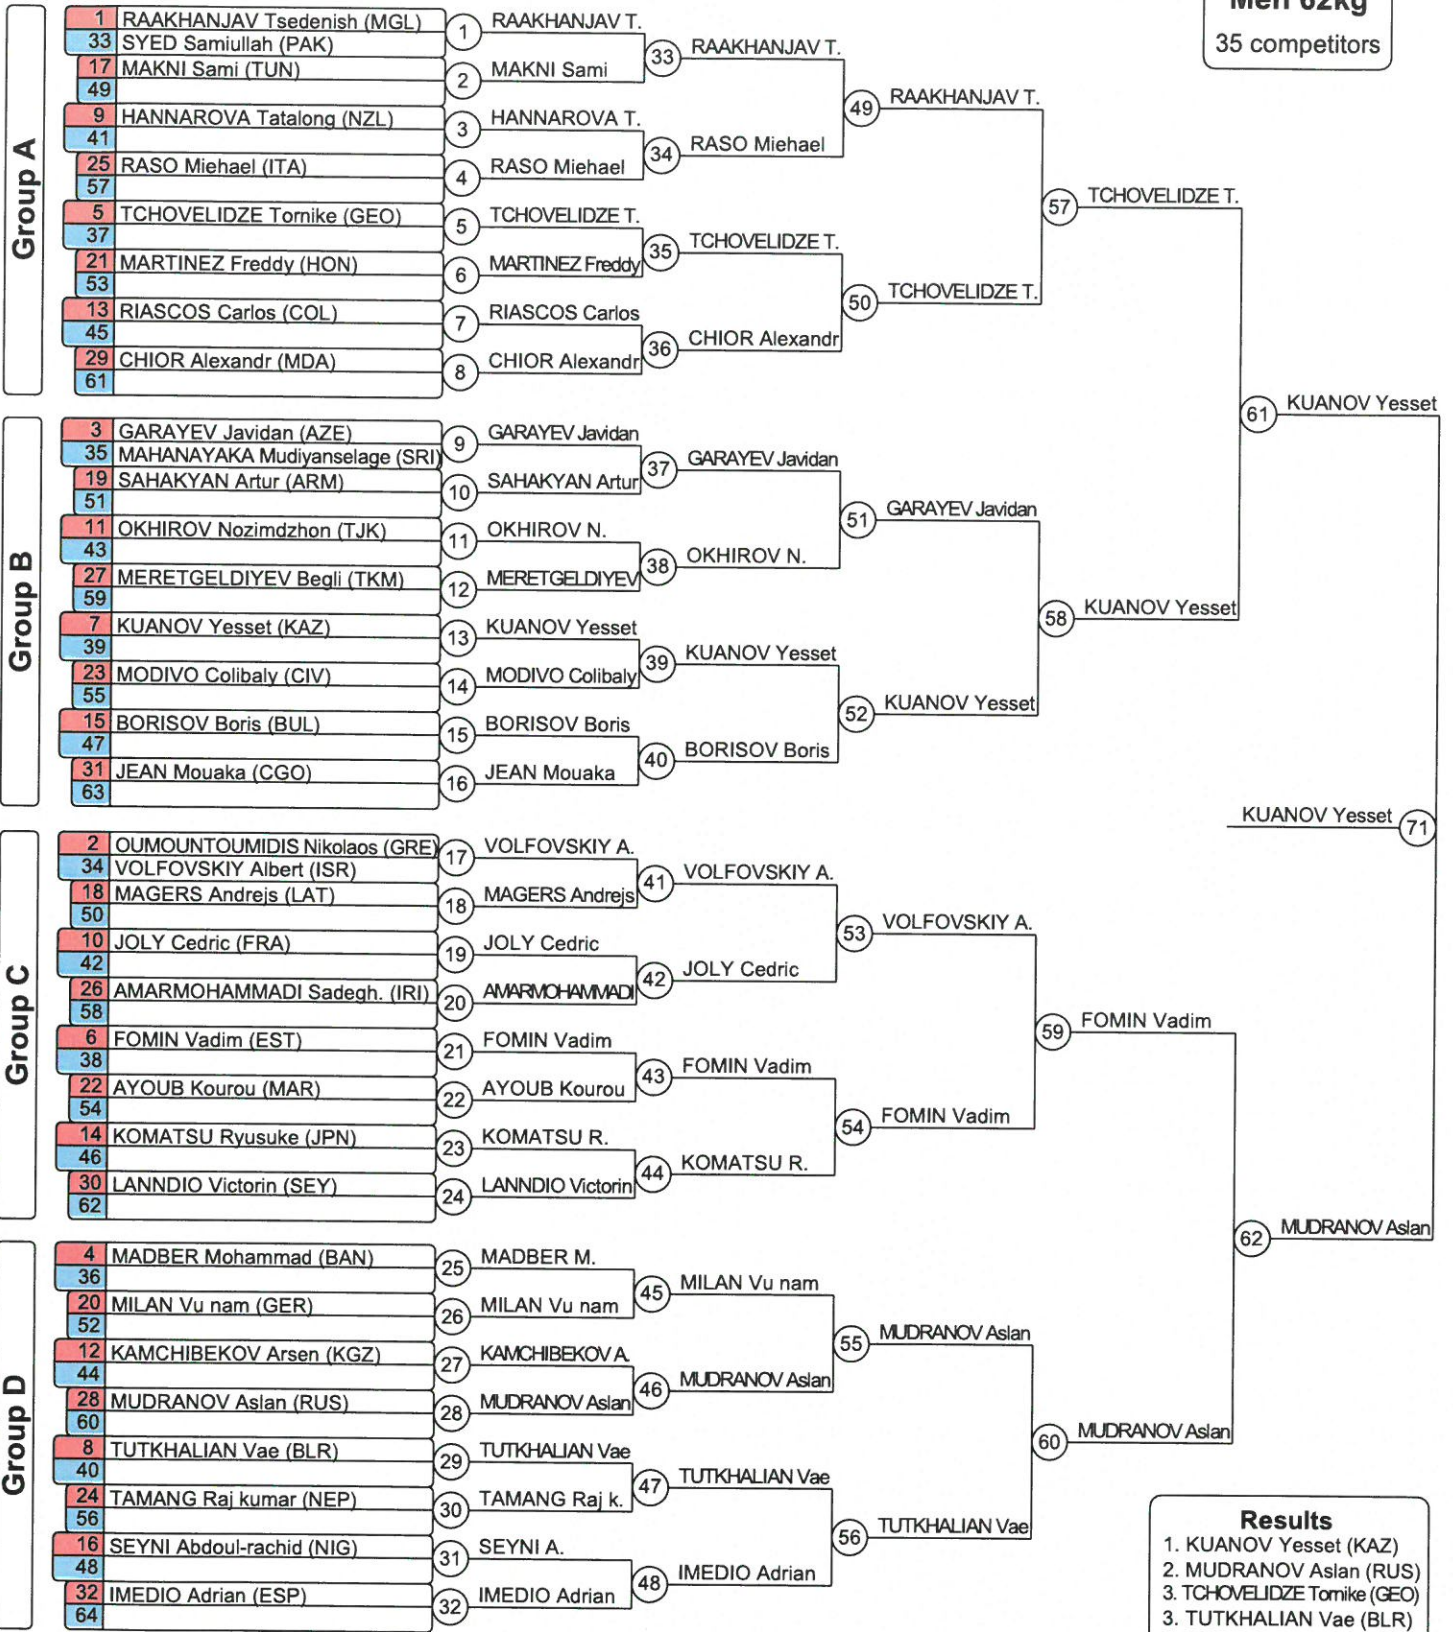 Men 62kg
35 competitors
Group A
1 RAAKHANJAV Tsedenish (MGL)
33 SYED Samiullah (PAK)
17 MAKNI Sami (TUN)
49
9 HANNAROVA Tatalong (NZL)
41
25 RASO Miehael (ITA)
57
5 TCHOVELIDZE Tornike (GEO)
37
21 MARTINEZ Freddy (HON)
53
13 RIASCOS Carlos (COL)
45
29 CHIOR Alexandr (MDA)
61
1 RAAKHANJAV T.
2 MAKNI Sami
3 HANNAROVA T.
4 RASO Miehael
5 TCHOVELIDZE T.
6 MARTINEZ Freddy
7 RIASCOS Carlos
8 CHIOR Alexandr
33 RAAKHANJAV T.
34 RASO Miehael
35 TCHOVELIDZE T.
36 CHIOR Alexandr
49 RAAKHANJAV T.
50 TCHOVELIDZE T.
57 TCHOVELIDZE T.
Group B
3 GARAYEV Javidan (AZE)
35 MAHANAYAKA Mudiyanselage (SRI)
19 SAHAKYAN Artur (ARM)
51
11 OKHIROV Nozimdzhon (TJK)
43
27 MERETGELDIYEV Begli (TKM)
59
7 KUANOV Yesset (KAZ)
39
23 MODIVO Colibaly (CIV)
55
15 BORISOV Boris (BUL)
47
31 JEAN Mouaka (CGO)
63
9 GARAYEV Javidan
10 SAHAKYAN Artur
11 OKHIROV N.
12 MERETGELDIYEV
13 KUANOV Yesset
14 MODIVO Colibaly
15 BORISOV Boris
16 JEAN Mouaka
37 GARAYEV Javidan
38 OKHIROV N.
39 KUANOV Yesset
40 BORISOV Boris
51 GARAYEV Javidan
52 KUANOV Yesset
58 KUANOV Yesset
61 KUANOV Yesset
KUANOV Yesset 71
Group C
2 OUMOUNTOUMIDIS Nikolaos (GRE)
34 VOLFOVSKIY Albert (ISR)
18 MAGERS Andrejs (LAT)
50
10 JOLY Cedric (FRA)
42
26 AMARMOHAMMADI Sadegh. (IRI)
58
6 FOMIN Vadim (EST)
38
22 AYOUB Kourou (MAR)
54
14 KOMATSU Ryusuke (JPN)
46
30 LANNDIO Victorin (SEY)
62
17 VOLFOVSKIY A.
18 MAGERS Andrejs
19 JOLY Cedric
20 AMARMOHAMMADI
21 FOMIN Vadim
22 AYOUB Kourou
23 KOMATSU R.
24 LANNDIO Victorin
41 VOLFOVSKIY A.
42 JOLY Cedric
43 FOMIN Vadim
44 KOMATSU R.
53 VOLFOVSKIY A.
54 FOMIN Vadim
59 FOMIN Vadim
Group D
4 MADBER Mohammad (BAN)
36
20 MILAN Vu nam (GER)
52
12 KAMCHIBEKOV Arsen (KGZ)
44
28 MUDRANOV Aslan (RUS)
60
8 TUTKHALIAN Vae (BLR)
40
24 TAMANG Raj kumar (NEP)
56
16 SEYNI Abdoul-rachid (NIG)
48
32 IMEDIO Adrian (ESP)
64
25 MADBER M.
26 MILAN Vu nam
27 KAMCHIBEKOV A.
28 MUDRANOV Aslan
29 TUTKHALIAN Vae
30 TAMANG Raj k.
31 SEYNI A.
32 IMEDIO Adrian
45 MILAN Vu nam
46 MUDRANOV Aslan
47 TUTKHALIAN Vae
48 IMEDIO Adrian
55 MUDRANOV Aslan
56 TUTKHALIAN Vae
60 MUDRANOV Aslan
62 MUDRANOV Aslan
Results
1. KUANOV Yesset (KAZ)
2. MUDRANOV Aslan (RUS)
3. TCHOVELIDZE Tornike (GEO)
3. TUTKHALIAN Vae (BLR)